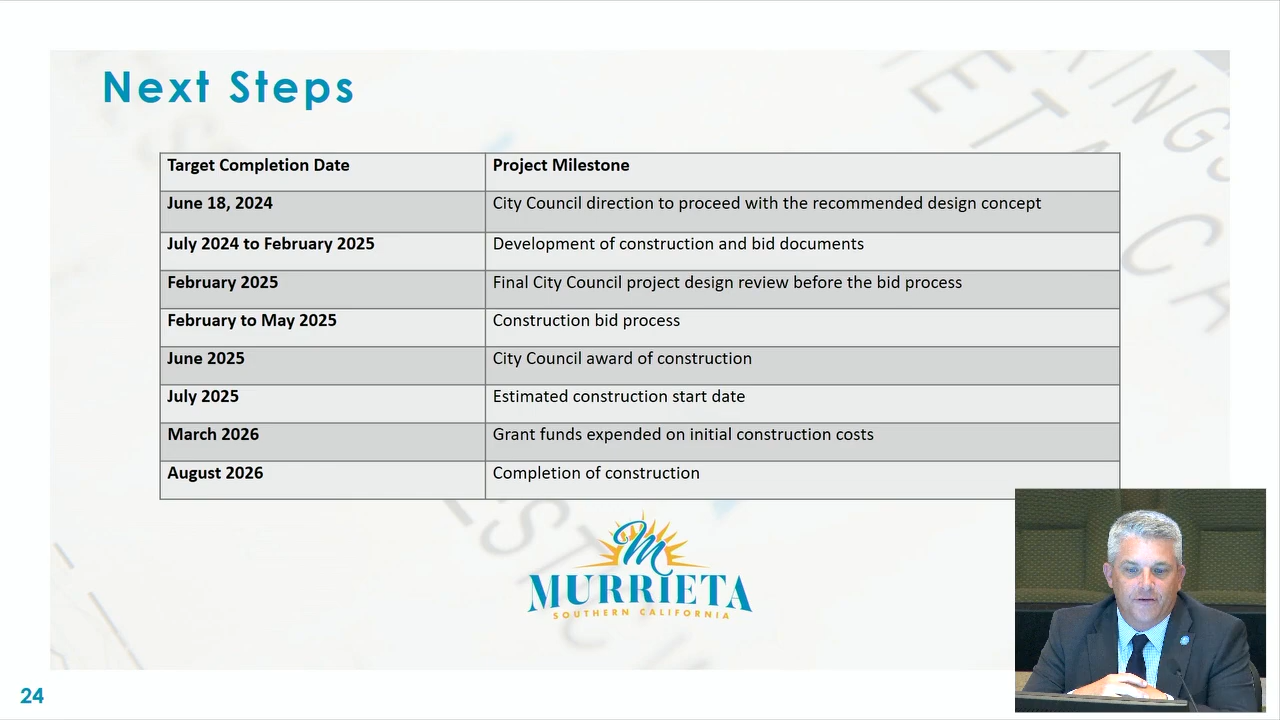 Next Steps
Target Completion Date Project Milestone
June 18, 2024 City Council direction to proceed with the recommended design concept
July 2024 to February 2025 Development of construction and bid documents
February 2025 Final City Council project design review before the bid process
February to May 2025 Construction bid process
June 2025 City Council award of construction
July 2025 Estimated construction start date
March 2026 Grant funds expended on initial construction costs
August 2026 Completion of construction
M
MURRIETA
SOUTHERN CALIFORNIA
24